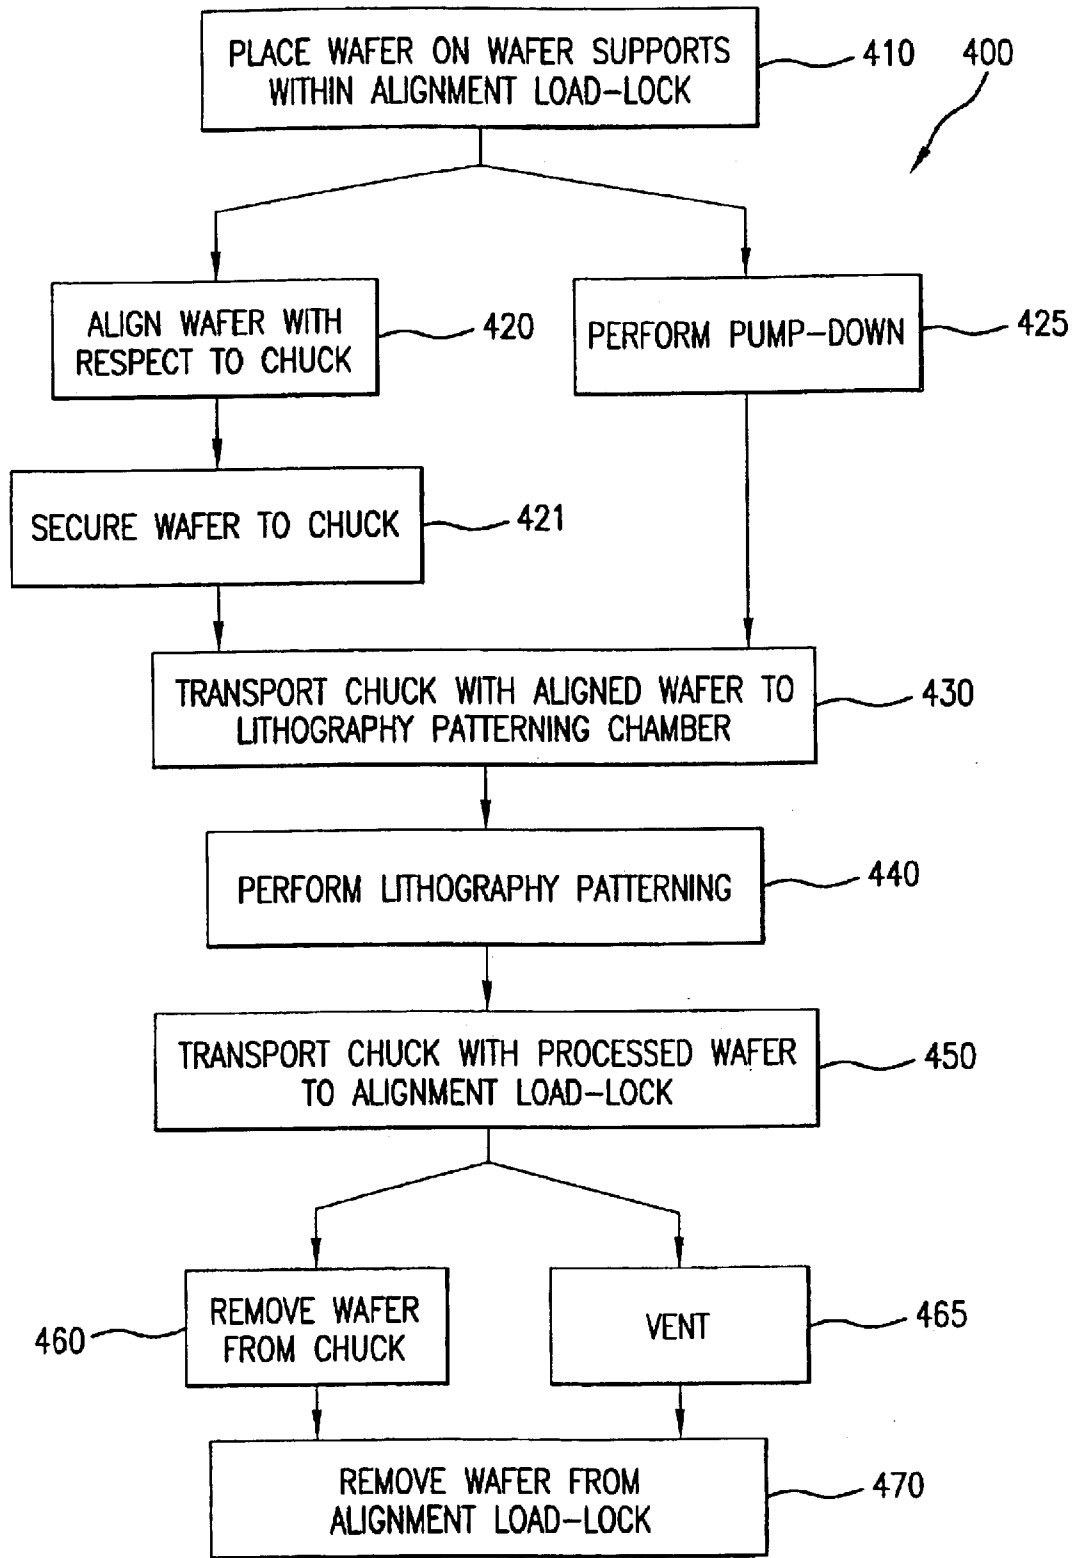 PLACE WAFER ON WAFER SUPPORTS
WITHIN ALIGNMENT LOAD-LOCK
410
400
ALIGN WAFER WITH
RESPECT TO CHUCK
420
PERFORM PUMP-DOWN
425
SECURE WAFER TO CHUCK
421
TRANSPORT CHUCK WITH ALIGNED WAFER TO
LITHOGRAPHY PATTERNING CHAMBER
430
PERFORM LITHOGRAPHY PATTERNING
440
TRANSPORT CHUCK WITH PROCESSED WAFER
TO ALIGNMENT LOAD-LOCK
450
460
REMOVE WAFER
FROM CHUCK
VENT
465
REMOVE WAFER FROM
ALIGNMENT LOAD-LOCK
470